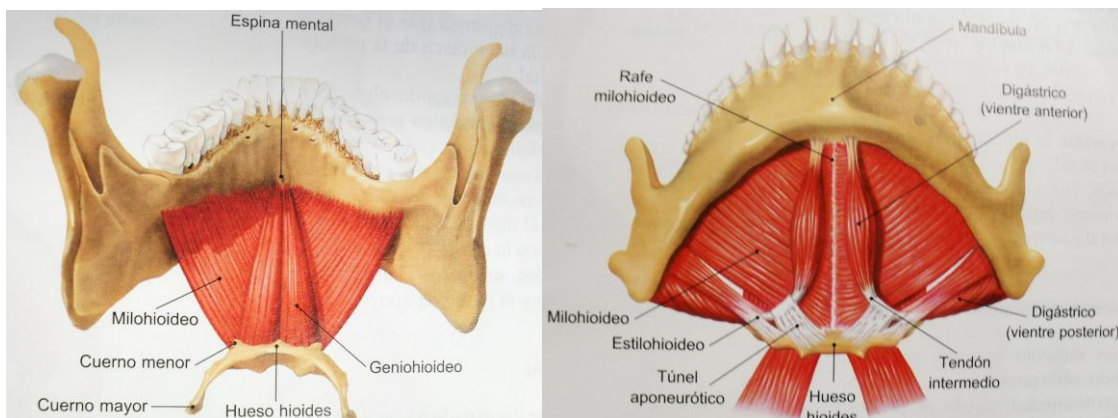 Espina mental
Milohioideo
Cuerno menor
Cuerno mayor
Hueso hioides
Geniohioideo
Mandíbula
Rafe
milohioideo
Digástrico
(vientre anterior)
Milohioideo
Estilohioideo
Túnel
aponeurótico
Hueso
hioides
Tendón
intermedio
Digástrico
(vientre posterior)